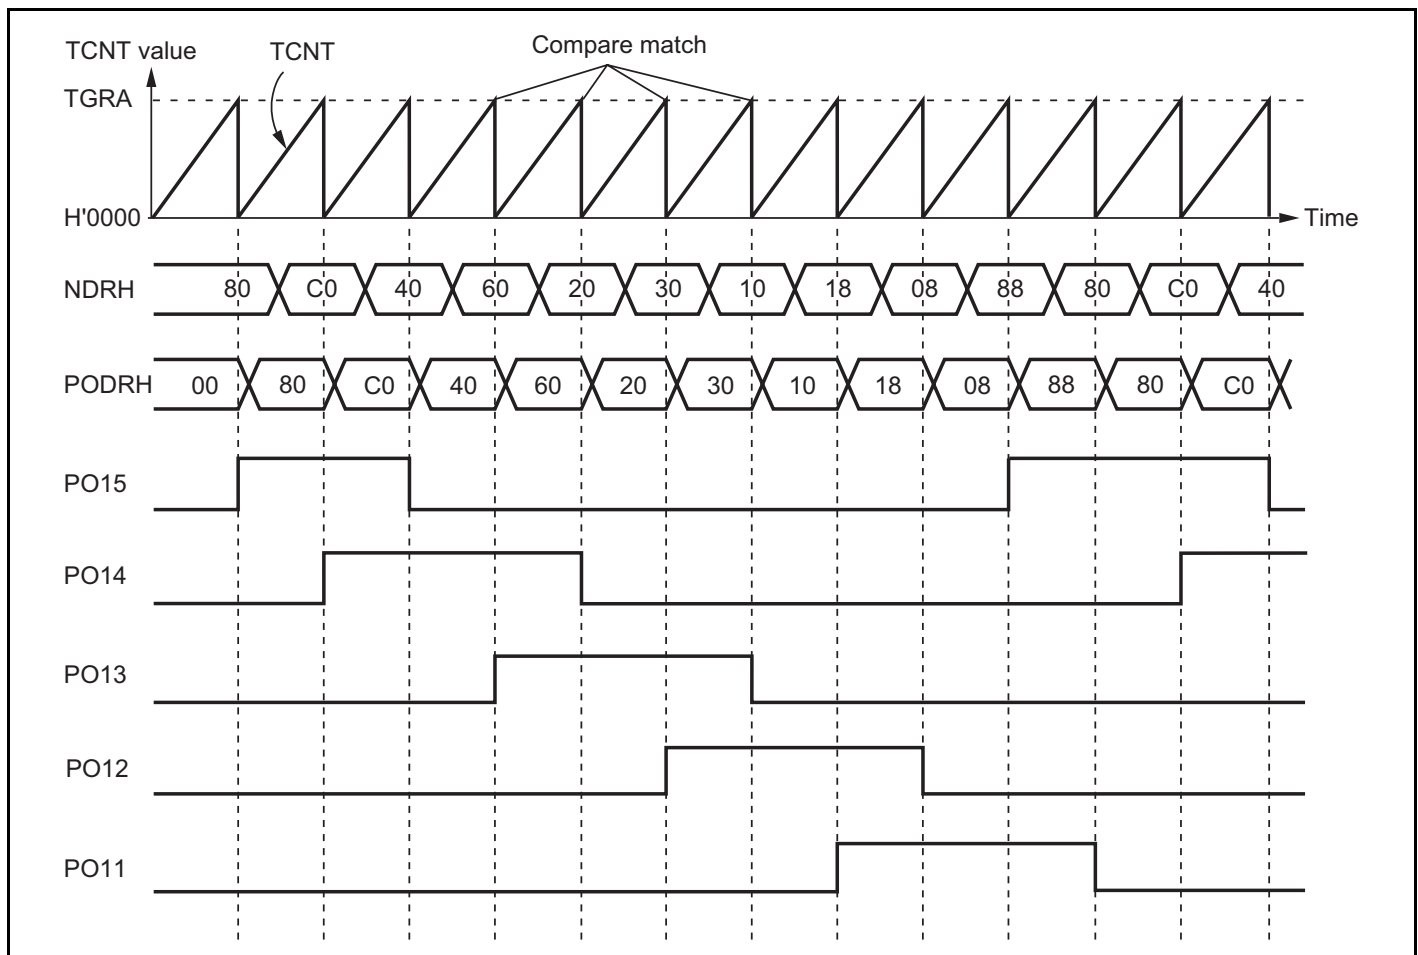 Compare match
TCNT value
TCNT
TGRA
H'0000
Time
NDRH 80 C0 40 60 20 30 10 18 08 88 80 C0 40
PODRH 00 80 C0 40 60 20 30 10 18 08 88 80 C0
PO15
PO14
PO13
PO12
PO11